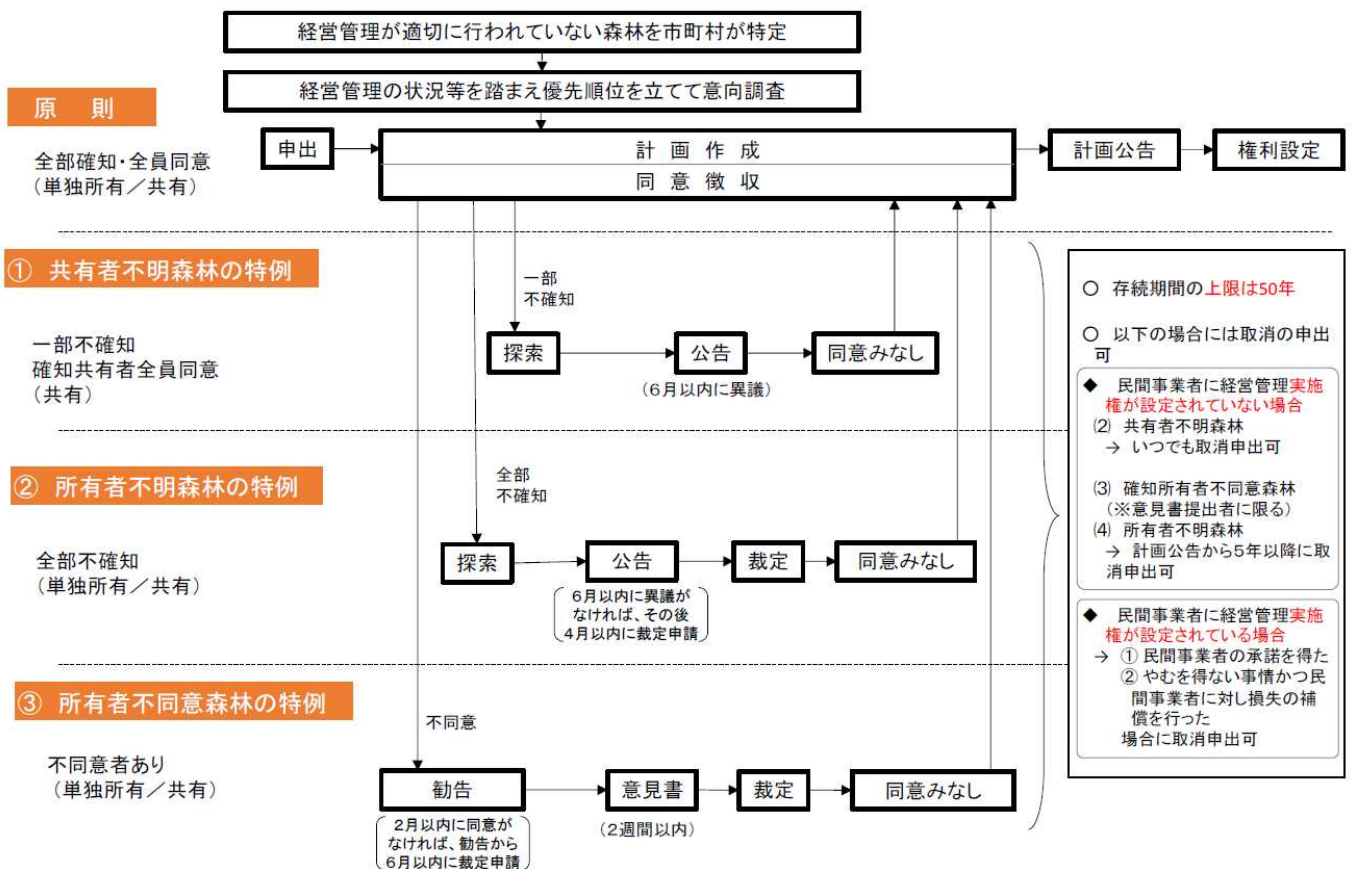 経営管理が適切に行われていない森林を市町村が特定
経営管理の状況等を踏まえ優先順位を立てて意向調査
原　則
全部確知・全員同意
（単独所有／共有）
申出
計　画　作　成
同　意　徴　収
計画公告
権利設定
① 共有者不明森林の特例
一部不確知
確知共有者全員同意
（共有）
一部
不確知
探索
公告
同意みなし
（6月以内に異議）
② 所有者不明森林の特例
全部不確知
（単独所有／共有）
全部
不確知
探索
公告
裁定
同意みなし
6月以内に異議が
なければ、その後
4月以内に裁定申請
③ 所有者不同意森林の特例
不同意者あり
（単独所有／共有）
不同意
勧告
意見書
裁定
同意みなし
2月以内に同意が
なければ、勧告から
6月以内に裁定申請
（2週間以内）
○ 存続期間の上限は50年
○ 以下の場合には取消の申出
可
◆ 民間事業者に経営管理実施
権が設定されていない場合
⑵ 共有者不明森林
→ いつでも取消申出可
⑶ 確知所有者不同意森林
（※意見書提出者に限る）
⑷ 所有者不明森林
→ 計画公告から５年以降に取
消申出可
◆ 民間事業者に経営管理実施
権が設定されている場合
→ ① 民間事業者の承諾を得た
② やむを得ない事情かつ民
間事業者に対し損失の補
償を行った
場合に取消申出可